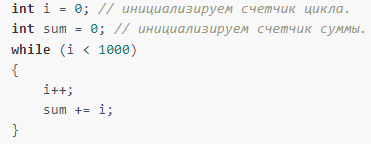 int i = 0; // инициализируем счетчик цикла.
int sum = 0; // инициализируем счетчик суммы.
while (i < 1000)
{
    i++;
    sum += i;
}